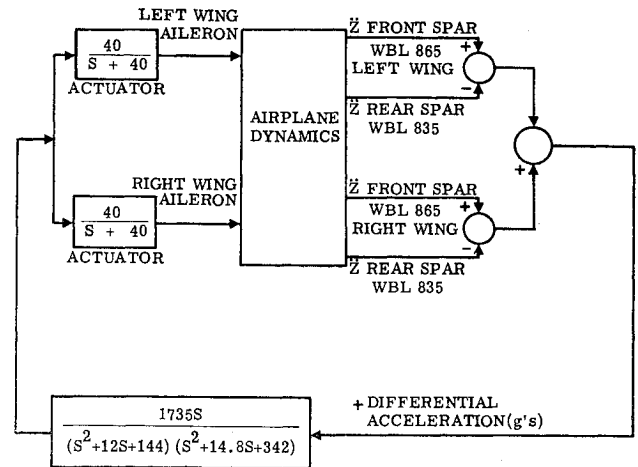 LEFT WING
AILERON
40
S + 40
ACTUATOR
RIGHT WING
AILERON
40
S + 40
ACTUATOR
AIRPLANE
DYNAMICS
Z̈ FRONT SPAR
WBL 865
LEFT WING
+
−
Z̈ REAR SPAR
WBL 835
Z̈ FRONT SPAR
WBL 865
RIGHT WING
+
−
Z̈ REAR SPAR
WBL 835
+
+ DIFFERENTIAL
ACCELERATION(g's)
1735S
(S²+12S+144) (S²+14.8S+342)